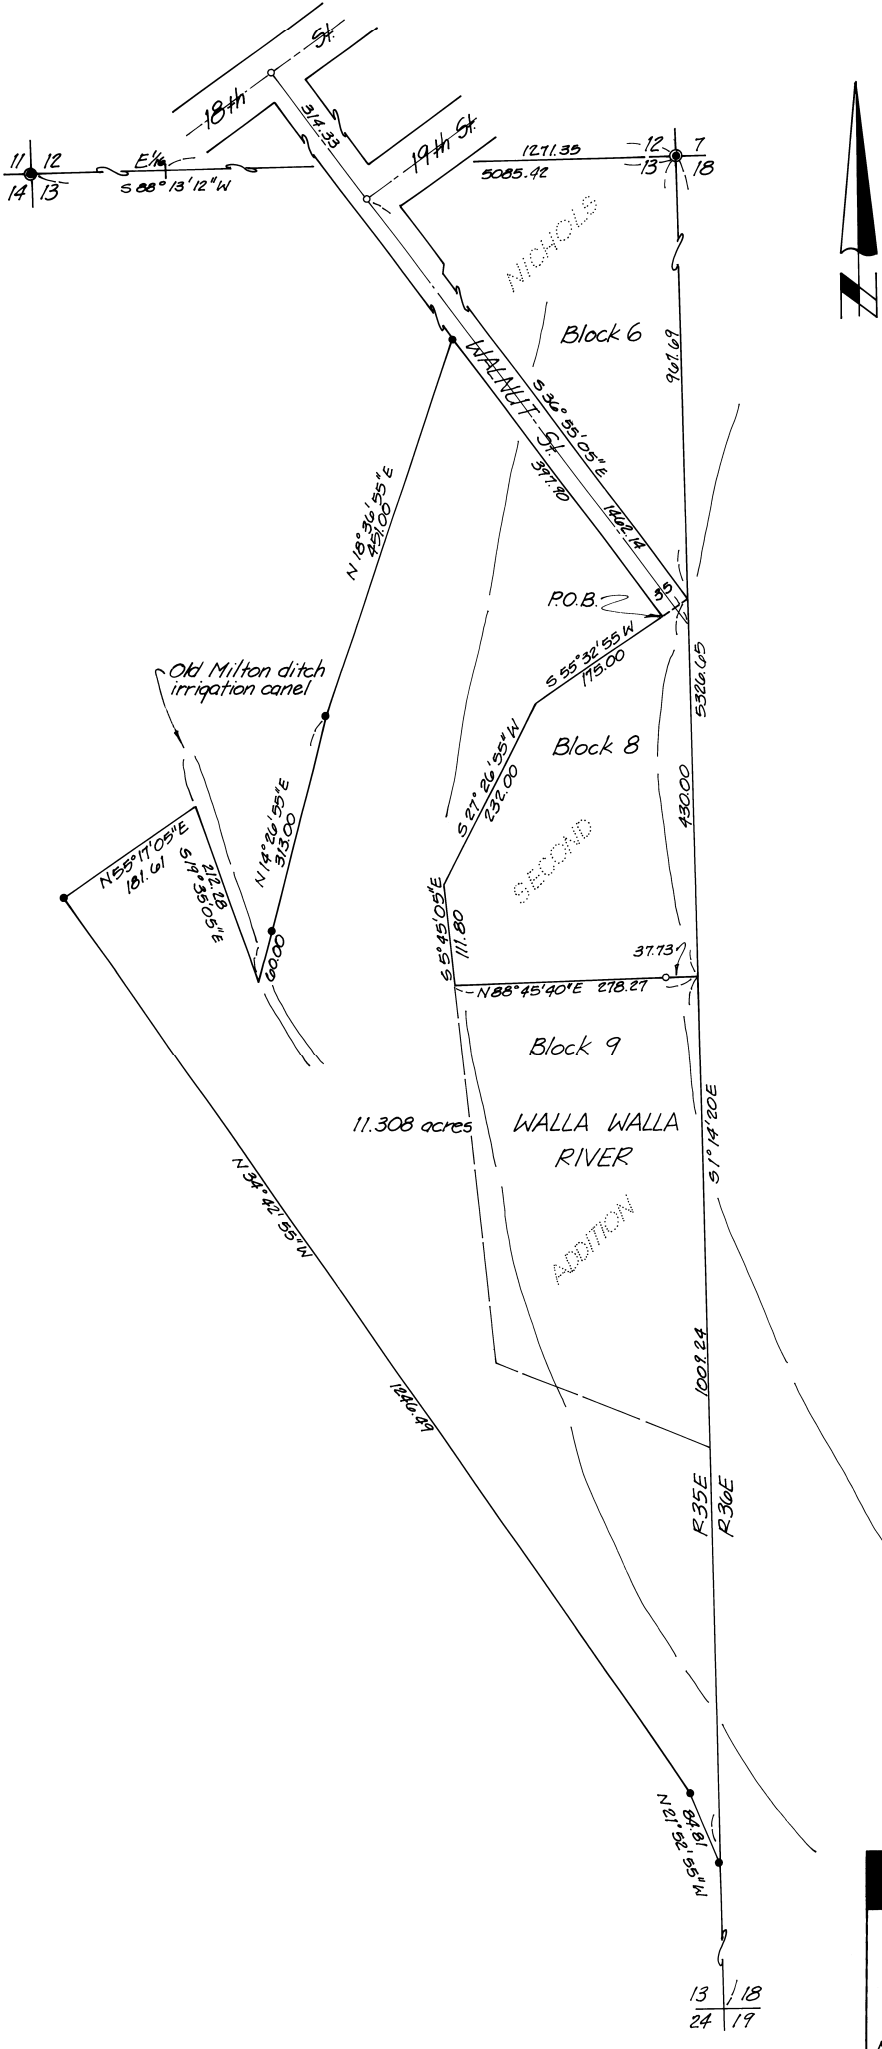 St.
18th
314.33
19th St.
11 12
14 13
E 1/16
S 88° 13' 12" W
1271.35
5085.42
12 7
13 18
NICHOLS
Block 6
967.69
WALNUT St.
S 36° 55' 05" E
397.90
1462.14
N 18° 36' 55" E
451.00
P.O.B.
35
S 55° 32' 55 W
175.00
5326.65
Old Milton ditch
irrigation canel
Block 8
S 27° 26' 55" W
232.00
430.00
N 14° 26' 55" E
313.00
SECOND
N 55° 17' 05" E
181.61
212.28
S 19° 35' 05" E
60.00
S 5° 45' 05" E
111.80
37.73
N 88° 45' 40" E 278.27
Block 9
11.308 acres
WALLA WALLA
RIVER
S 1° 14' 20 E
N 34° 42' 55" W
ADDITION
1009.24
1246.49
R 35E
R 36E
84.81
N 21° 52' 55" W
13 18
24 19
N